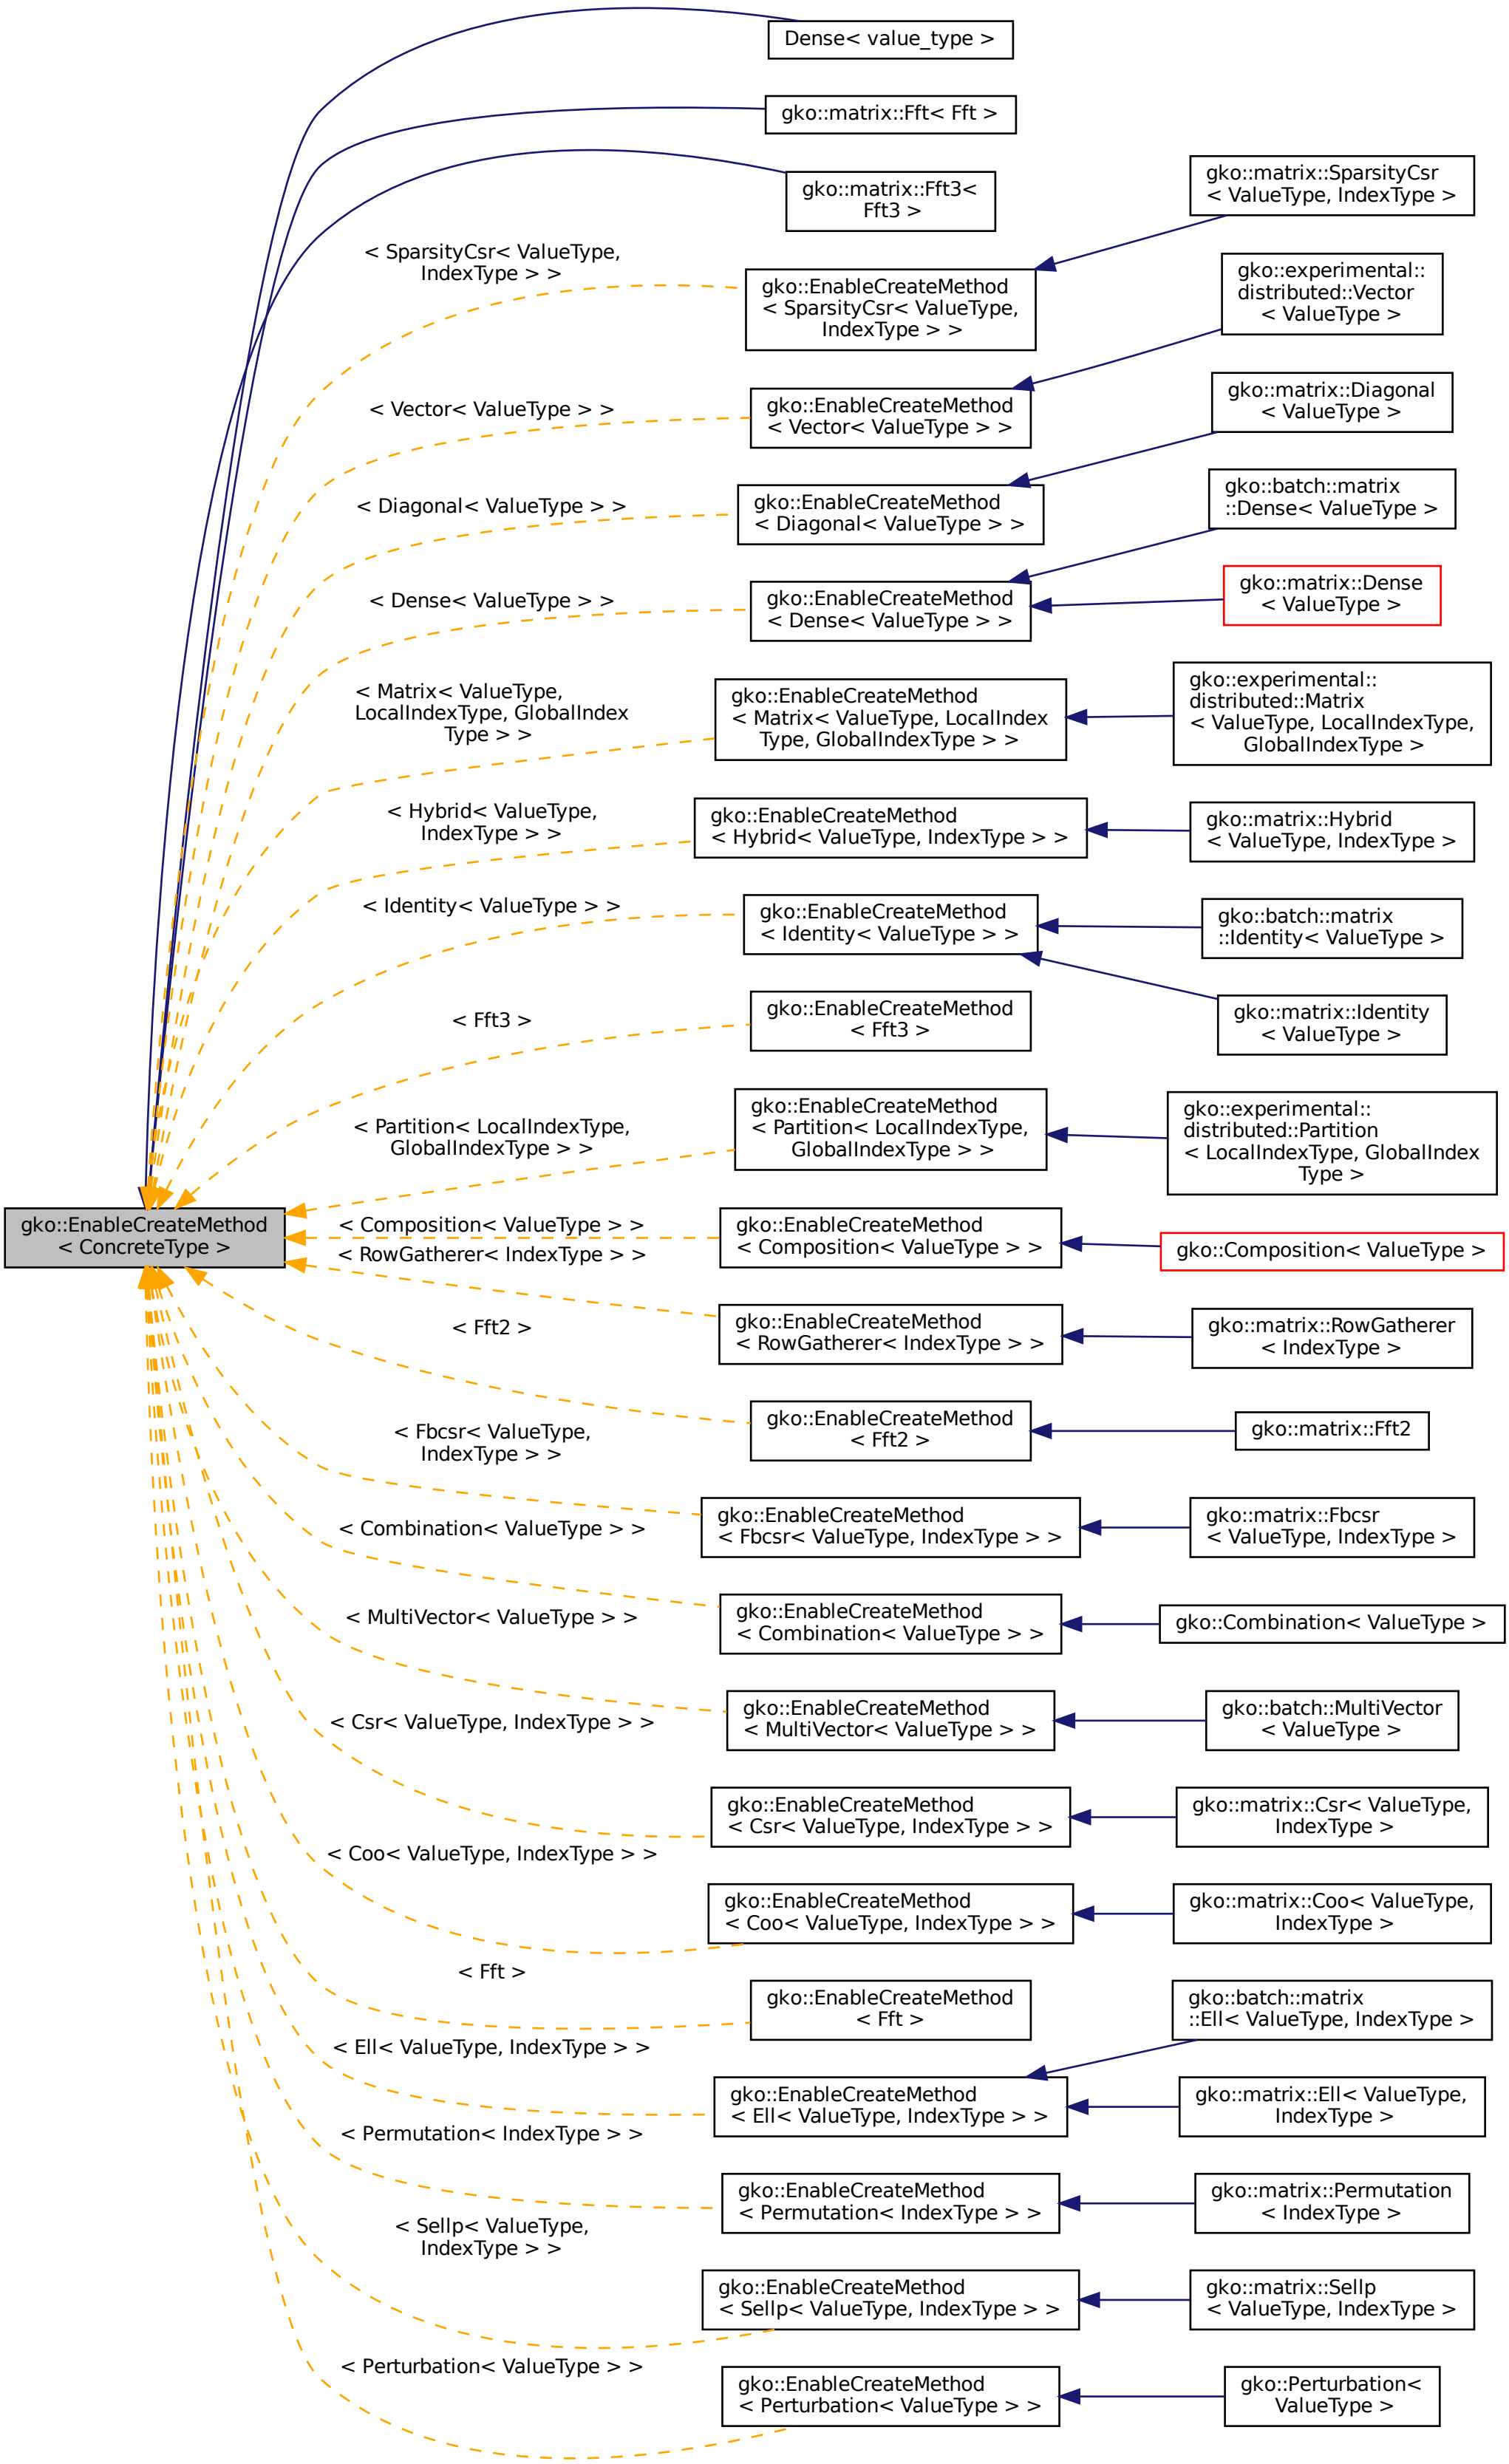 Dense< value_type >
gko::matrix::Fft< Fft >
gko::matrix::Fft3<
Fft3 >
gko::matrix::SparsityCsr
< ValueType, IndexType >
< SparsityCsr< ValueType,
IndexType > >
gko::EnableCreateMethod
< SparsityCsr< ValueType,
IndexType > >
gko::experimental::
distributed::Vector
< ValueType >
< Vector< ValueType > >
gko::EnableCreateMethod
< Vector< ValueType > >
gko::matrix::Diagonal
< ValueType >
< Diagonal< ValueType > >
gko::EnableCreateMethod
< Diagonal< ValueType > >
gko::batch::matrix
::Dense< ValueType >
< Dense< ValueType > >
gko::EnableCreateMethod
< Dense< ValueType > >
gko::matrix::Dense
< ValueType >
< Matrix< ValueType,
LocalIndexType, GlobalIndex
Type > >
gko::EnableCreateMethod
< Matrix< ValueType, LocalIndex
Type, GlobalIndexType > >
gko::experimental::
distributed::Matrix
< ValueType, LocalIndexType,
GlobalIndexType >
< Hybrid< ValueType,
IndexType > >
gko::EnableCreateMethod
< Hybrid< ValueType, IndexType > >
gko::matrix::Hybrid
< ValueType, IndexType >
< Identity< ValueType > >
gko::EnableCreateMethod
< Identity< ValueType > >
gko::batch::matrix
::Identity< ValueType >
gko::matrix::Identity
< ValueType >
< Fft3 >
gko::EnableCreateMethod
< Fft3 >
< Partition< LocalIndexType,
GlobalIndexType > >
gko::EnableCreateMethod
< Partition< LocalIndexType,
GlobalIndexType > >
gko::experimental::
distributed::Partition
< LocalIndexType, GlobalIndex
Type >
gko::EnableCreateMethod
< ConcreteType >
< Composition< ValueType > >
gko::EnableCreateMethod
< Composition< ValueType > >
gko::Composition< ValueType >
< RowGatherer< IndexType > >
gko::EnableCreateMethod
< RowGatherer< IndexType > >
gko::matrix::RowGatherer
< IndexType >
< Fft2 >
gko::EnableCreateMethod
< Fft2 >
gko::matrix::Fft2
< Fbcsr< ValueType,
IndexType > >
gko::EnableCreateMethod
< Fbcsr< ValueType, IndexType > >
gko::matrix::Fbcsr
< ValueType, IndexType >
< Combination< ValueType > >
gko::EnableCreateMethod
< Combination< ValueType > >
gko::Combination< ValueType >
< MultiVector< ValueType > >
gko::EnableCreateMethod
< MultiVector< ValueType > >
gko::batch::MultiVector
< ValueType >
< Csr< ValueType, IndexType > >
gko::EnableCreateMethod
< Csr< ValueType, IndexType > >
gko::matrix::Csr< ValueType,
IndexType >
< Coo< ValueType, IndexType > >
gko::EnableCreateMethod
< Coo< ValueType, IndexType > >
gko::matrix::Coo< ValueType,
IndexType >
< Fft >
gko::EnableCreateMethod
< Fft >
gko::batch::matrix
::Ell< ValueType, IndexType >
< Ell< ValueType, IndexType > >
gko::EnableCreateMethod
< Ell< ValueType, IndexType > >
gko::matrix::Ell< ValueType,
IndexType >
< Permutation< IndexType > >
gko::EnableCreateMethod
< Permutation< IndexType > >
gko::matrix::Permutation
< IndexType >
< Sellp< ValueType,
IndexType > >
gko::EnableCreateMethod
< Sellp< ValueType, IndexType > >
gko::matrix::Sellp
< ValueType, IndexType >
< Perturbation< ValueType > >
gko::EnableCreateMethod
< Perturbation< ValueType > >
gko::Perturbation<
ValueType >